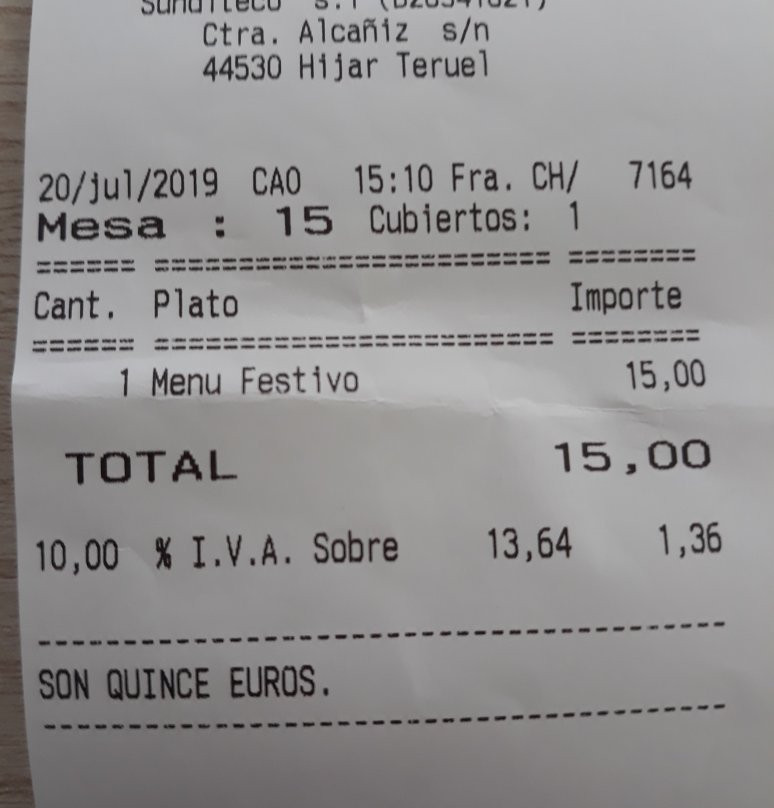 Ctra. Alcañiz s/n
44530 Hijar Teruel
20/jul/2019 CAO 15:10 Fra. CH/ 7164
Mesa : 15 Cubiertos: 1
====== ======================== ========
Cant. Plato Importe
====== ======================== ========
1 Menu Festivo 15,00
TOTAL 15,00
10,00 % I.V.A. Sobre 13,64 1,36
------------------------------------------------
SON QUINCE EUROS.
------------------------------------------------